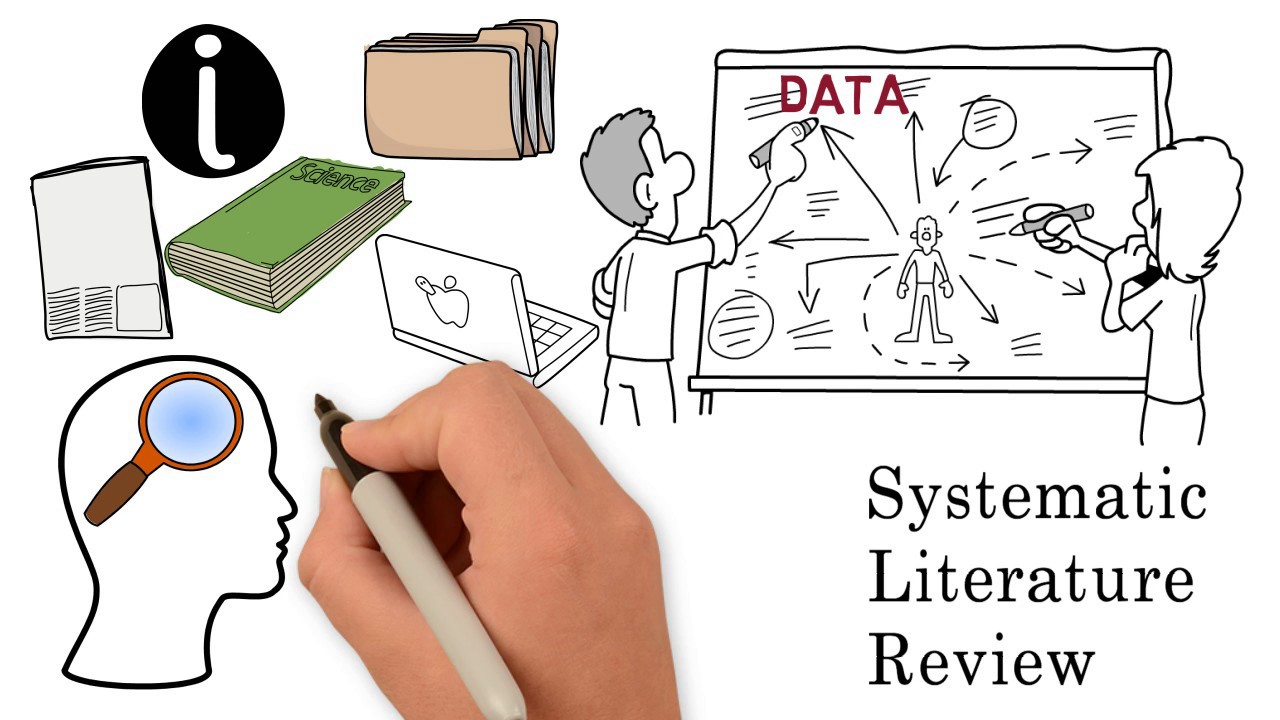 i
Science
DATA
Systematic
Literature
Review